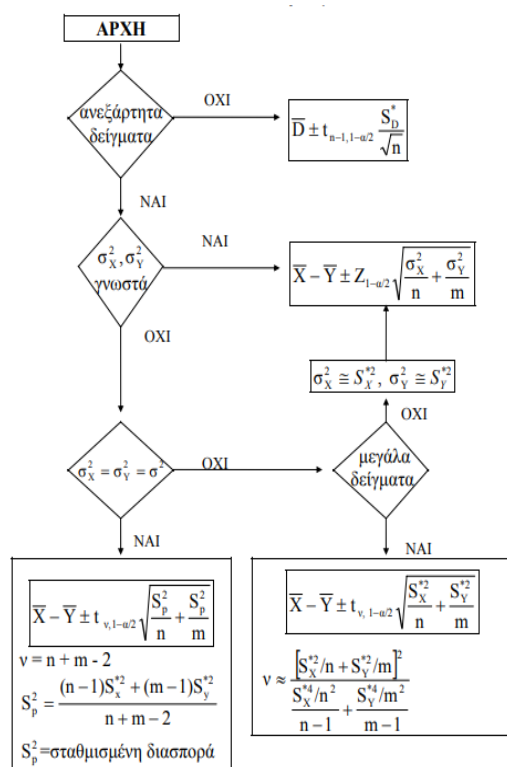 ΑΡΧΗ
ανεξάρτητα
δείγματα
ΟΧΙ
D̅ ± t_{n−1,1−α/2} S*_D / √n
ΝΑΙ
σ²_X, σ²_Y
γνωστά
ΝΑΙ
X̅ − Y̅ ± Z_{1−α/2} √(σ²_X/n + σ²_Y/m)
ΟΧΙ
σ²_X ≅ S*²_X, σ²_Y ≅ S*²_Y
ΟΧΙ
σ²_X = σ²_Y = σ²
ΟΧΙ
μεγάλα
δείγματα
ΝΑΙ
ΝΑΙ
X̅ − Y̅ ± t_{ν,1−α/2} √(S²_p/n + S²_p/m)
ν = n + m - 2
S²_p = ((n−1)S*²_x + (m−1)S*²_y) / (n + m − 2)
S²_p=σταθμισμένη διασπορά
X̅ − Y̅ ± t_{ν, 1−α/2} √(S*²_X/n + S*²_Y/m)
ν ≈ [S*²_X/n + S*²_Y/m]² / ((S*⁴_X/n²)/(n−1) + (S*⁴_Y/m²)/(m−1))